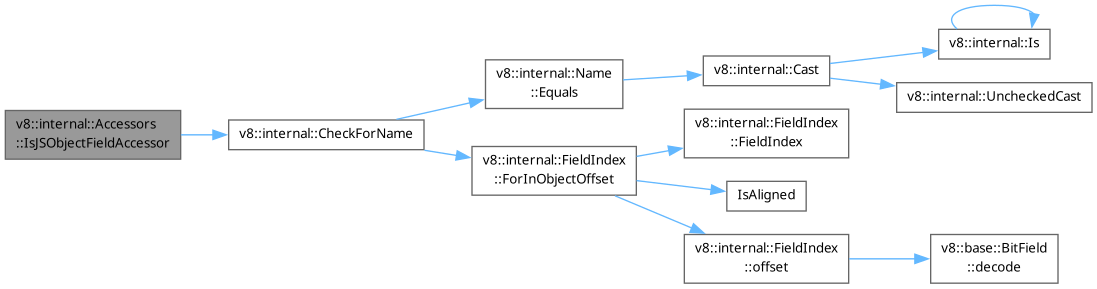 v8::internal::Accessors
::IsJSObjectFieldAccessor
v8::internal::CheckForName
v8::internal::Name
::Equals
v8::internal::Cast
v8::internal::Is
v8::internal::UncheckedCast
v8::internal::FieldIndex
::ForInObjectOffset
v8::internal::FieldIndex
::FieldIndex
IsAligned
v8::internal::FieldIndex
::offset
v8::base::BitField
::decode